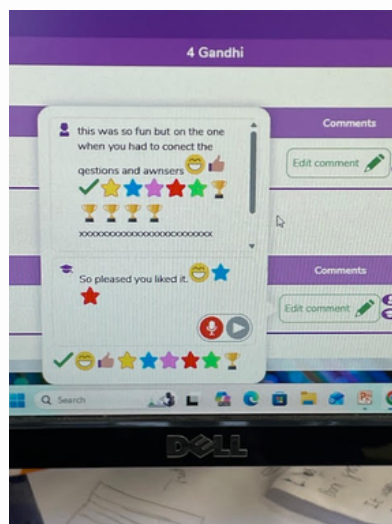 4 Gandhi
Comments
this was so fun but on the one
when you had to conect the
qestions and awnsers
xxxxxxxxxxxxxxxxxxxxxxxx
Edit comment
So pleased you liked it.
Comments
Edit comment
Search
DELL